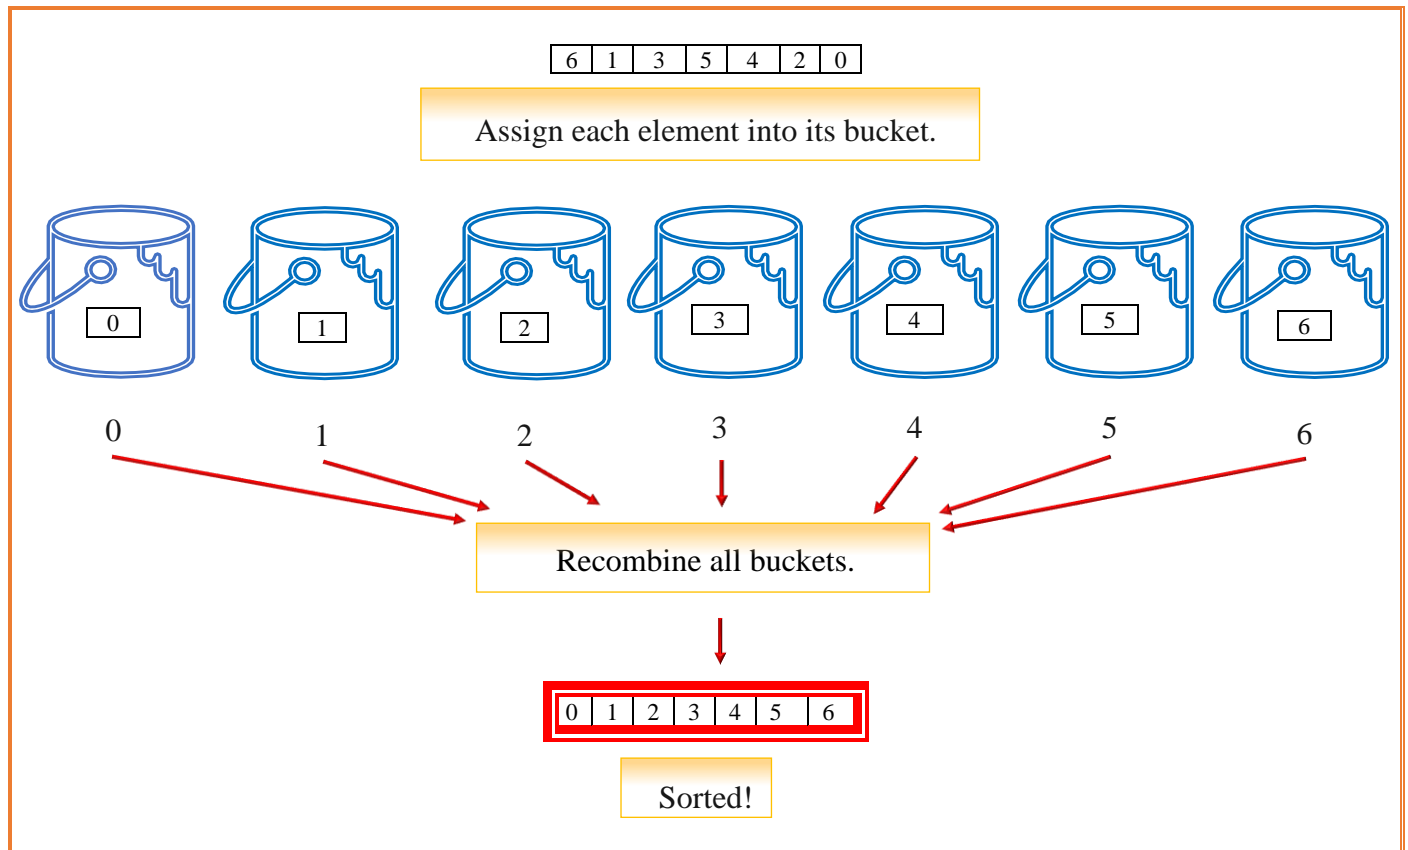 6 1 3 5 4 2 0
Assign each element into its bucket.
0 1 2 3 4 5 6
0 1 2 3 4 5 6
Recombine all buckets.
0 1 2 3 4 5 6
Sorted!